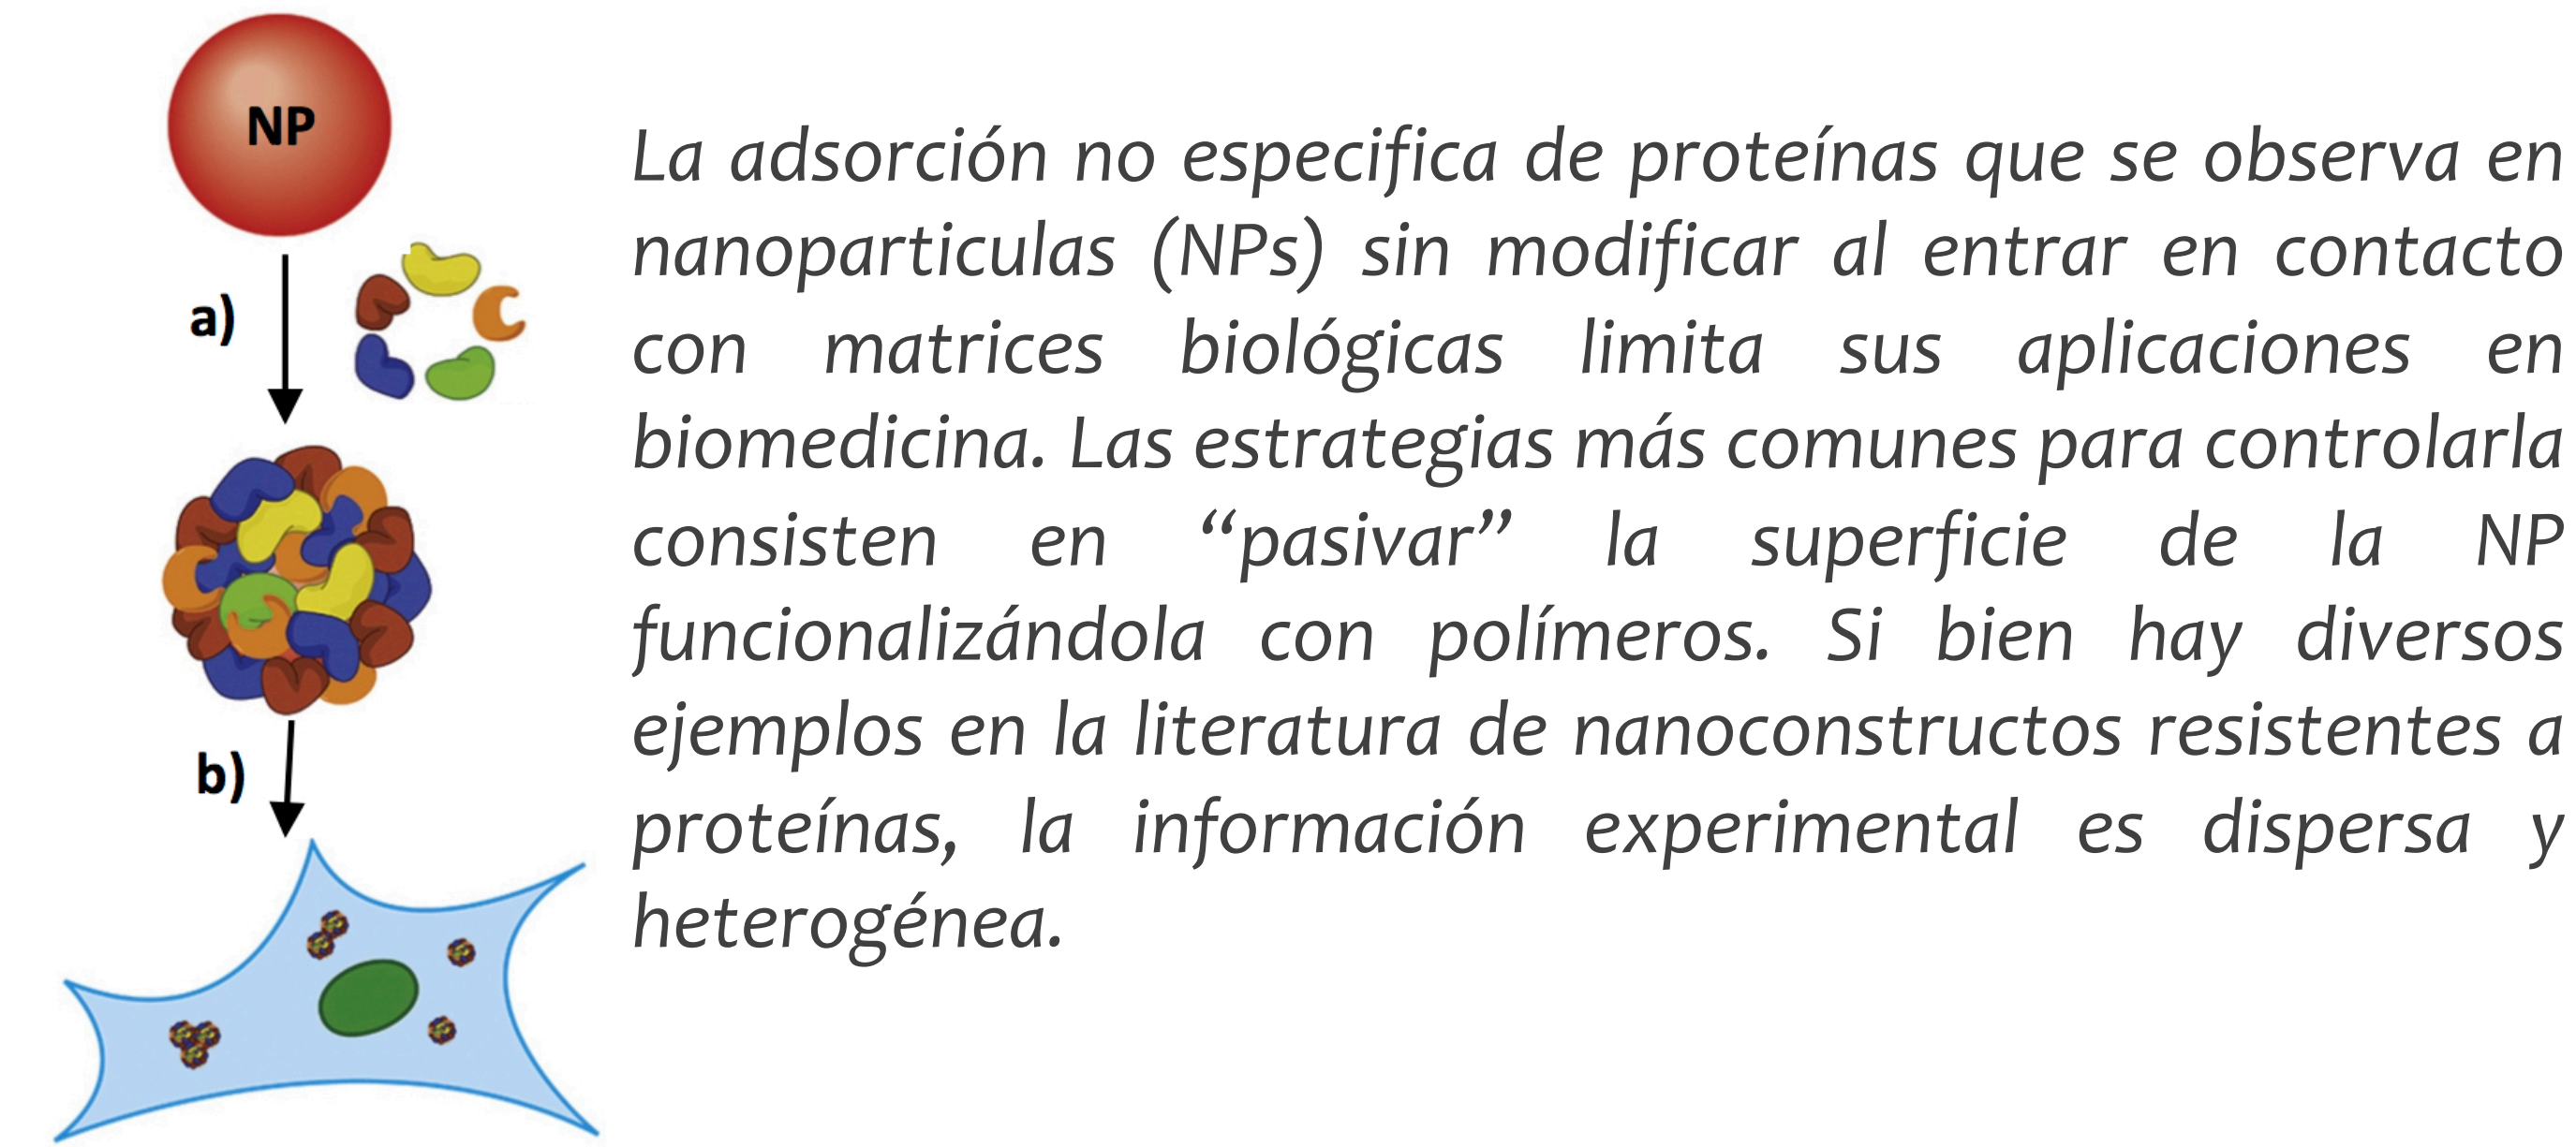 NP
a)
b)
La adsorción no especifica de proteínas que se observa en
nanoparticulas (NPs) sin modificar al entrar en contacto
con matrices biológicas limita sus aplicaciones en
biomedicina. Las estrategias más comunes para controlarla
consisten en “pasivar” la superficie de la NP
funcionalizándola con polímeros. Si bien hay diversos
ejemplos en la literatura de nanoconstructos resistentes a
proteínas, la información experimental es dispersa y
heterogénea.